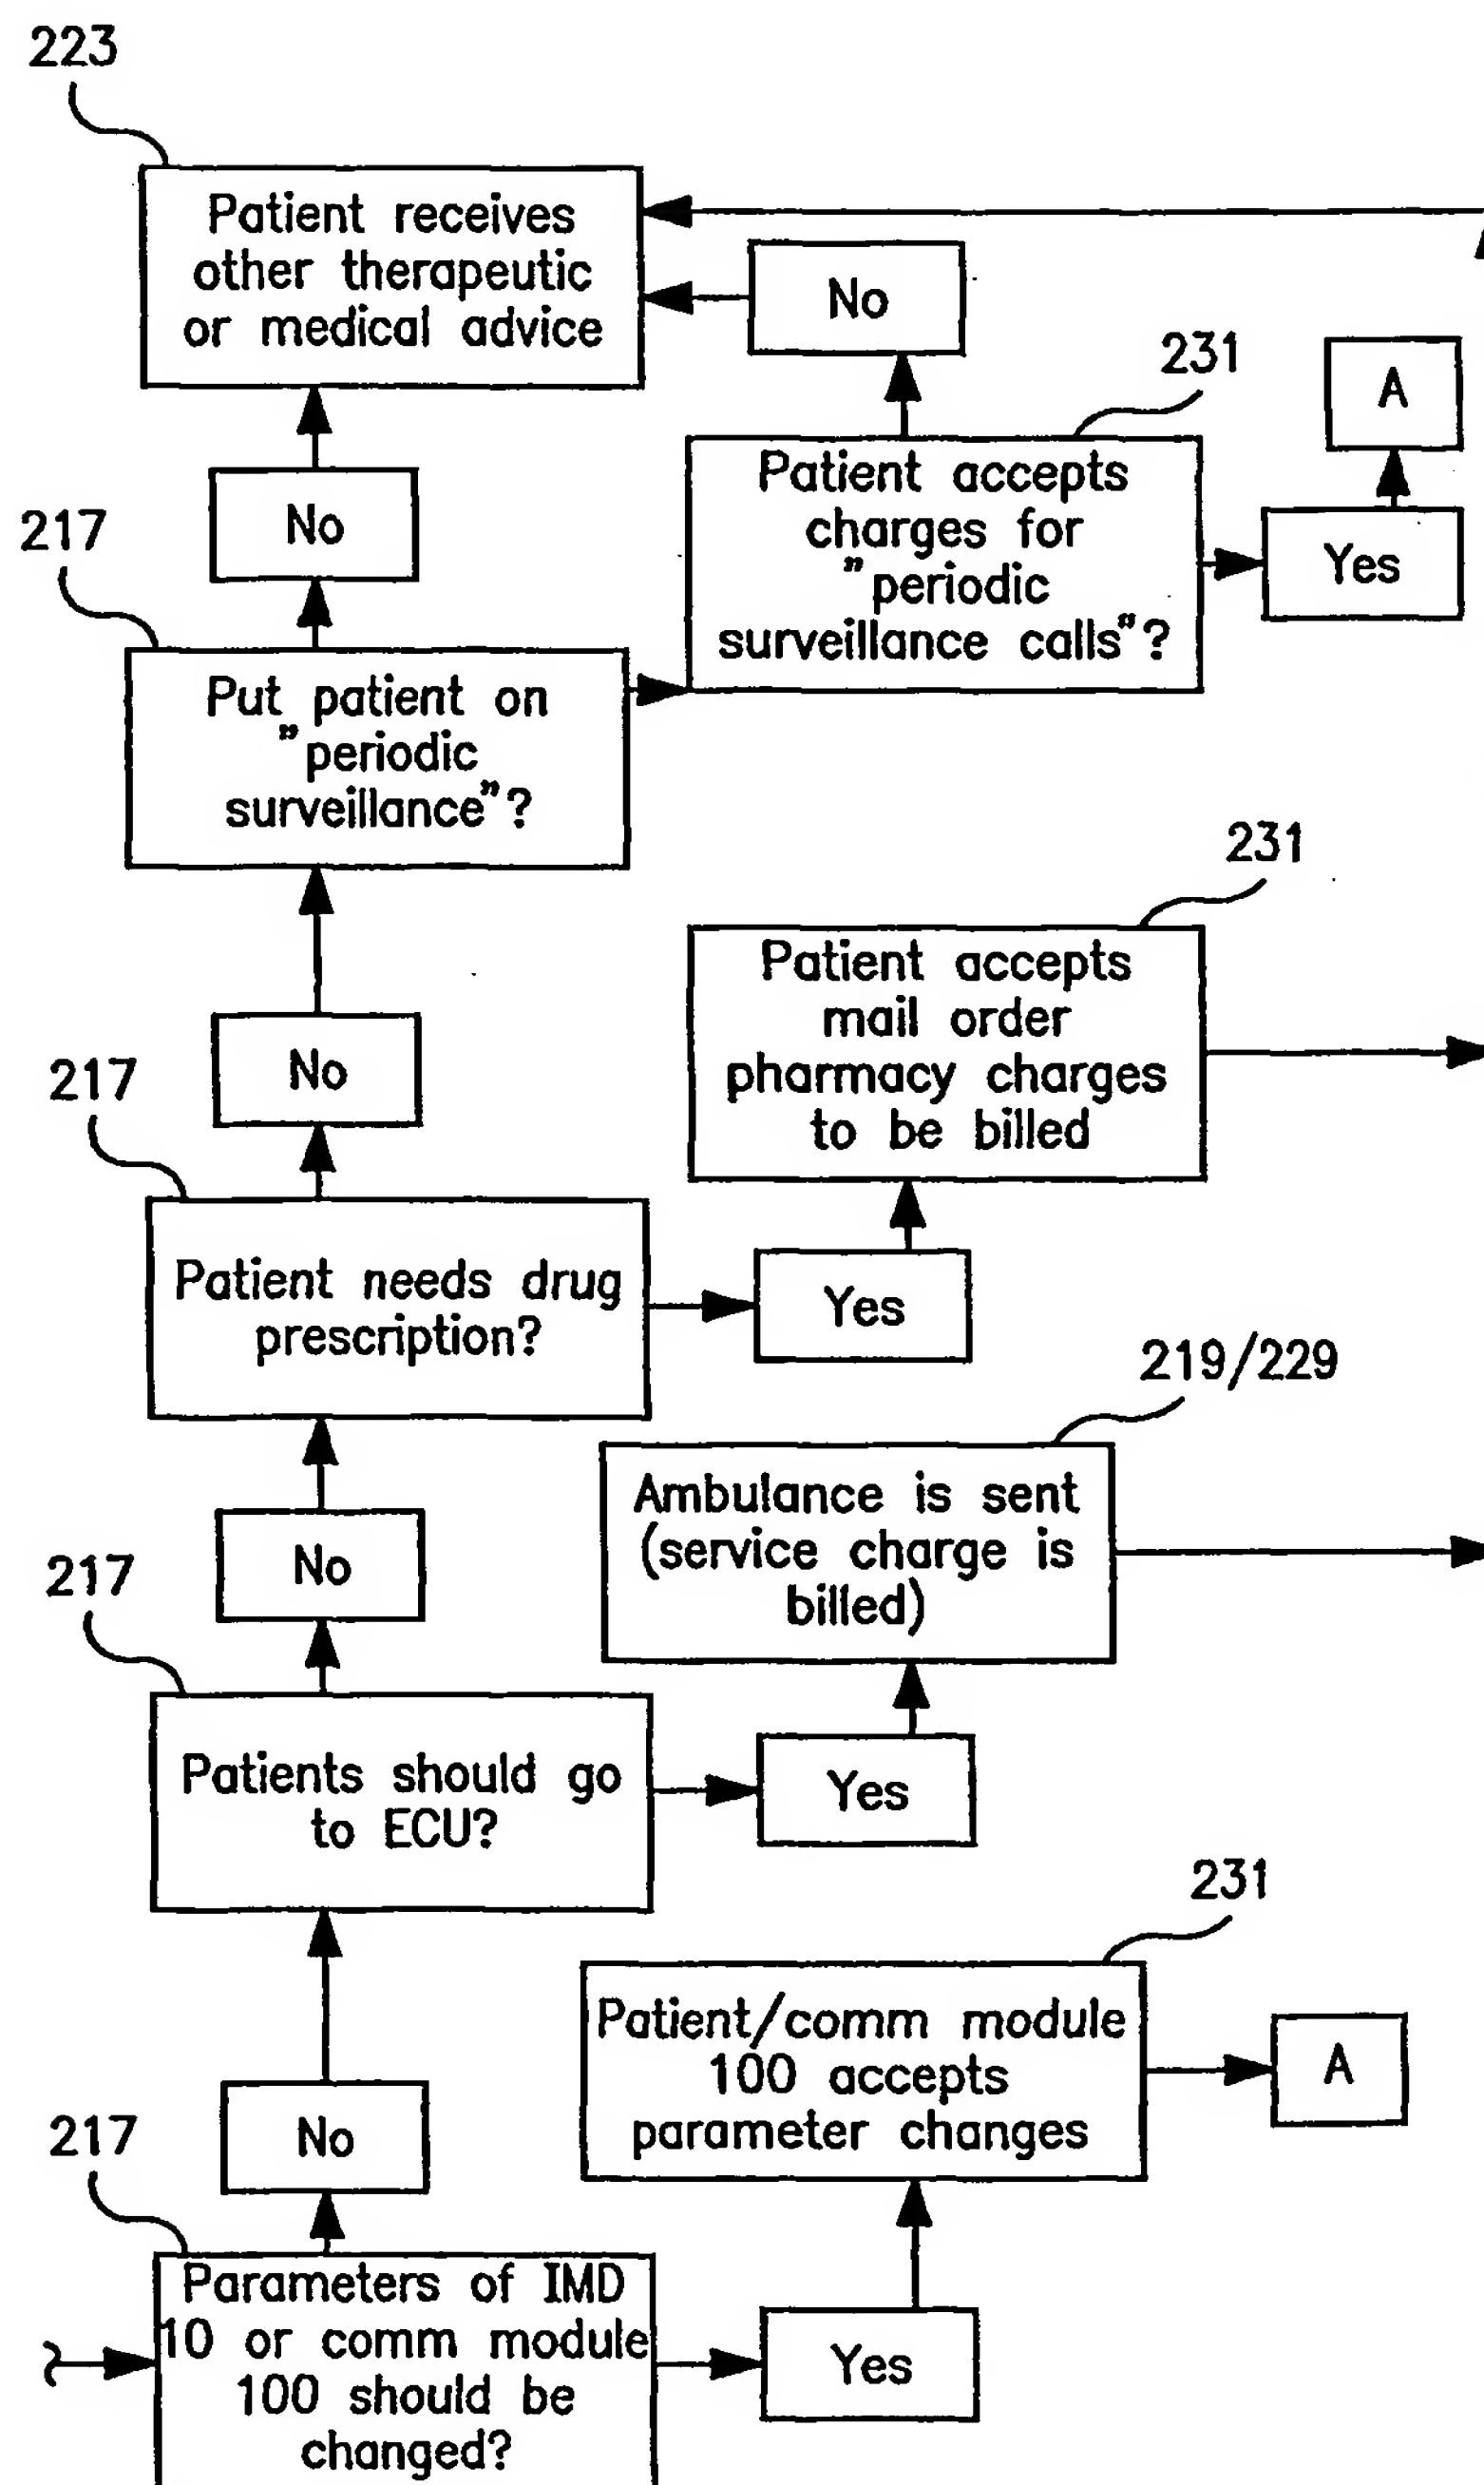 223
Patient receives
other therapeutic
or medical advice
No
231
A
Patient accepts
charges for
"periodic
surveillance calls"?
Yes
No
217
Put patient on
"periodic
surveillance"?
231
Patient accepts
mail order
pharmacy charges
to be billed
No
217
Patient needs drug
prescription?
Yes
219/229
Ambulance is sent
(service charge is
billed)
No
217
Patients should go
to ECU?
Yes
231
Patient/comm module
100 accepts
parameter changes
A
No
217
Parameters of IMD
10 or comm module
100 should be
changed?
Yes